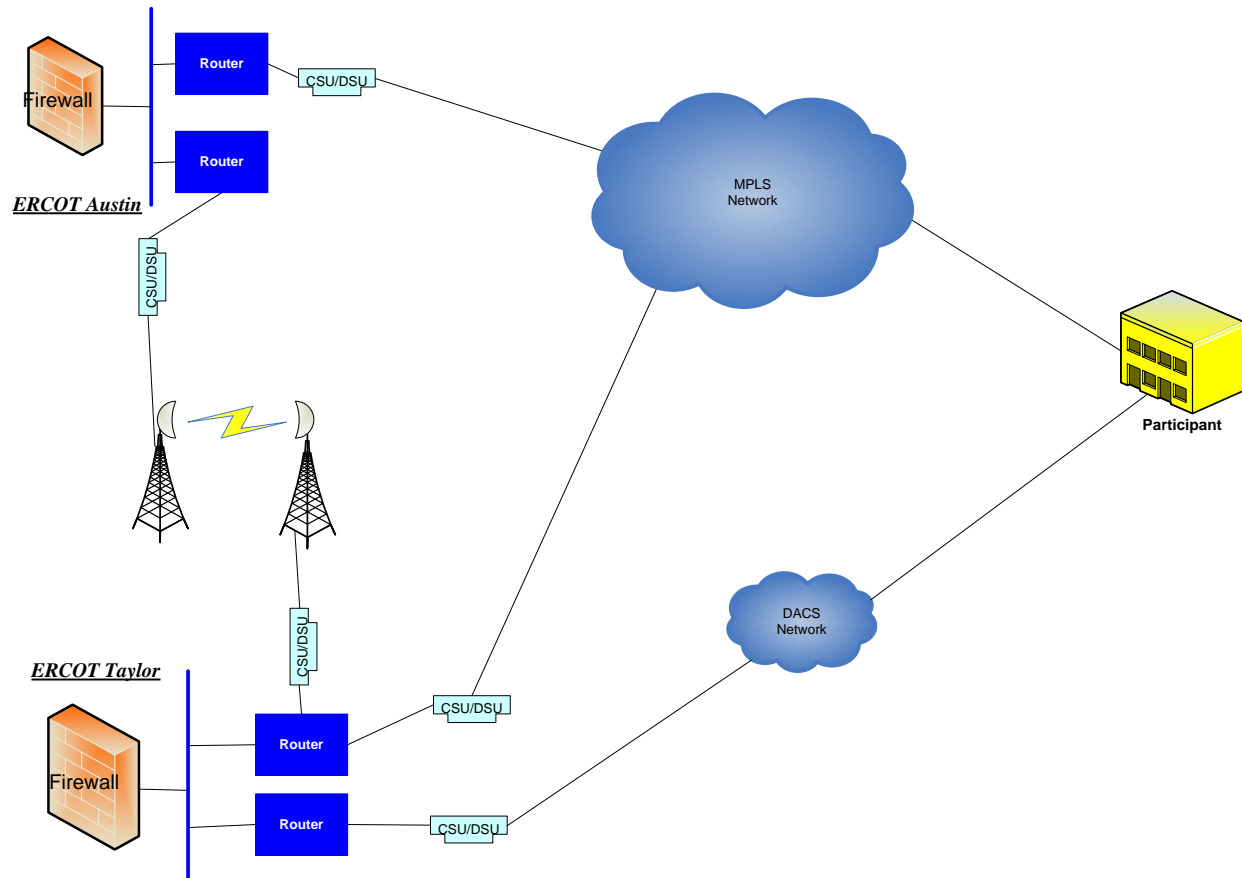 Firewall
Router
CSU/DSU
Router
ERCOT Austin
CSU/DSU
MPLS
Network
Participant
DACS
Network
CSU/DSU
ERCOT Taylor
CSU/DSU
Router
Firewall
Router
CSU/DSU